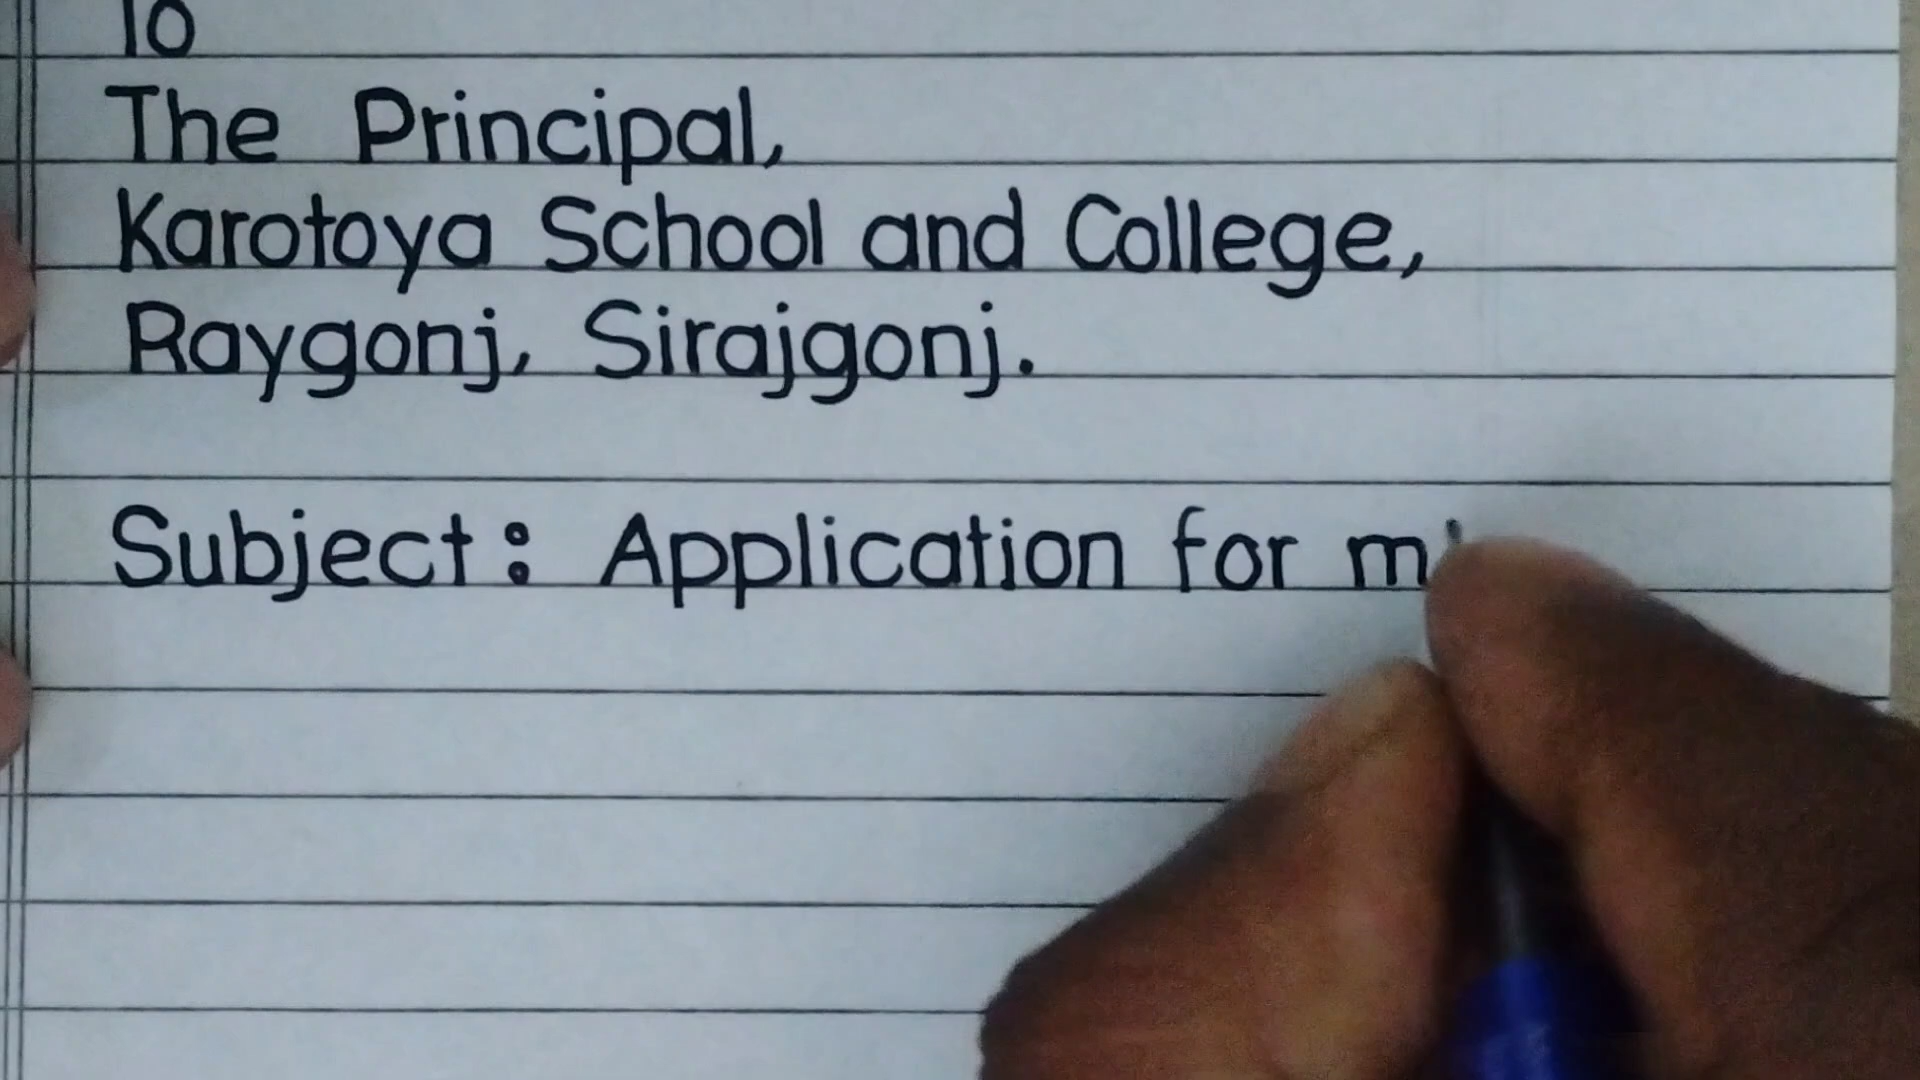 To
The Principal,
Karotoya School and College,
Raygonj, Sirajgonj.
Subject: Application for